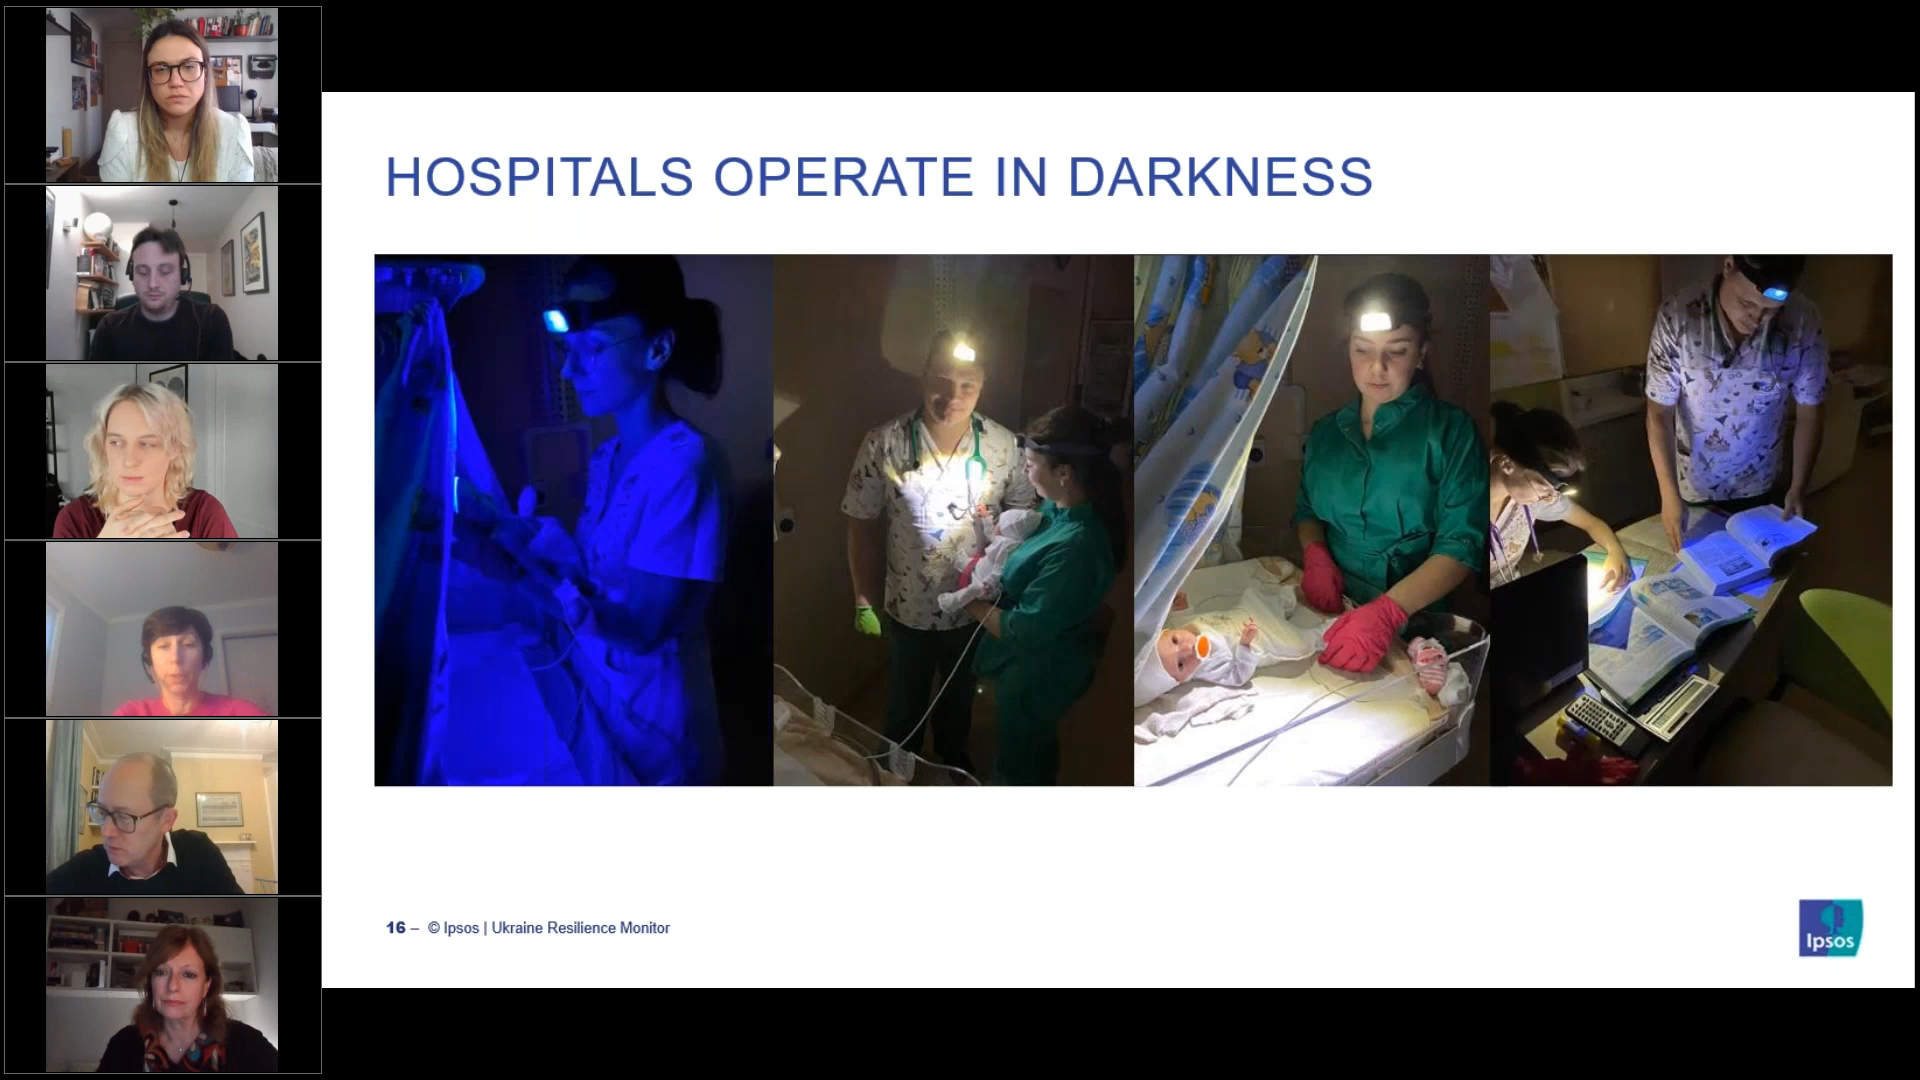 HOSPITALS OPERATE IN DARKNESS
16 – © Ipsos | Ukraine Resilience Monitor
Ipsos